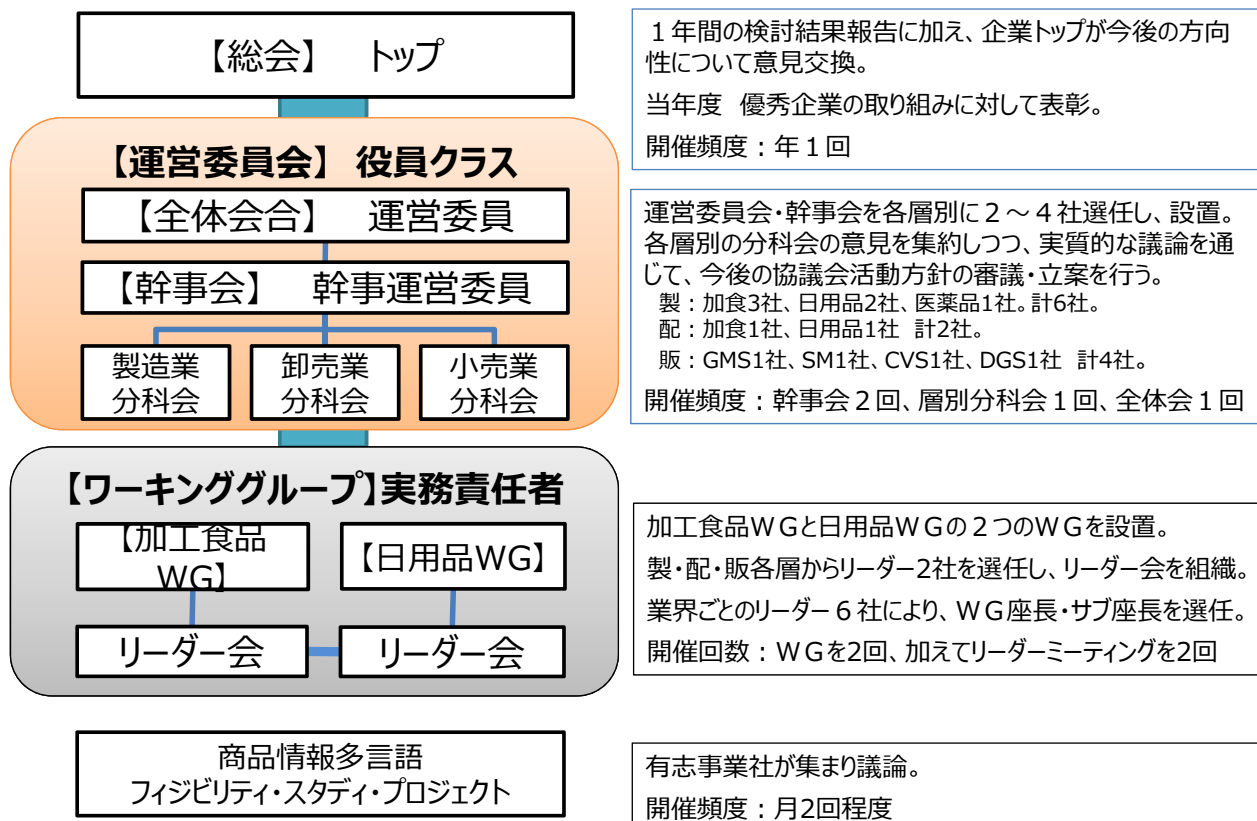 【総会】　トップ
１年間の検討結果報告に加え、企業トップが今後の方向
性について意見交換。
当年度 優秀企業の取り組みに対して表彰。
開催頻度：年１回
【運営委員会】 役員クラス
【全体会合】　運営委員
【幹事会】　幹事運営委員
製造業
分科会
卸売業
分科会
小売業
分科会
運営委員会・幹事会を各層別に２～４社選任し、設置。
各層別の分科会の意見を集約しつつ、実質的な議論を通
じて、今後の協議会活動方針の審議・立案を行う。
製：加食3社、日用品2社、医薬品1社。計6社。
配：加食1社、日用品1社 計2社。
販：GMS1社、SM1社、CVS1社、DGS1社 計4社。
開催頻度：幹事会２回、層別分科会１回、全体会１回
【ワーキンググループ】実務責任者
【加工食品
WG】
【日用品WG】
リーダー会
リーダー会
加工食品ＷＧと日用品ＷＧの２つのＷＧを設置。
製・配・販各層からリーダー2社を選任し、リーダー会を組織。
業界ごとのリーダー６社により、ＷＧ座長・サブ座長を選任。
開催回数：ＷＧを2回、加えてリーダーミーティングを2回
商品情報多言語
フィジビリティ・スタディ・プロジェクト
有志事業社が集まり議論。
開催頻度：月2回程度